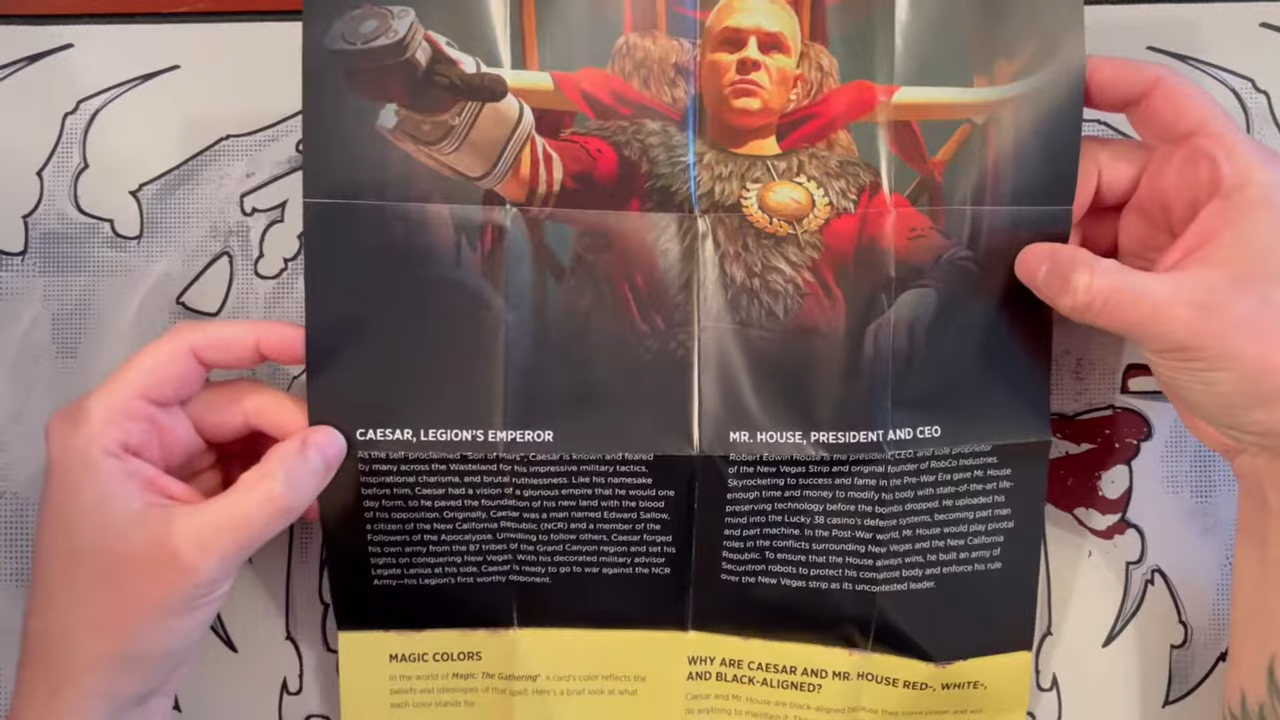 CAESAR, LEGION'S EMPEROR
As the self-proclaimed "Son of Mars", Caesar is known and feared
by many across the Wasteland for his impressive military tactics,
inspirational charisma, and brutal ruthlessness. Like his namesake
before him, Caesar had a vision of a glorious empire that he would one
day form, so he paved the foundation of his new land with the blood
of his opposition. Originally, Caesar was a man named Edward Sallow,
a citizen of the New California Republic (NCR) and a member of the
Followers of the Apocalypse. Unwilling to follow others, Caesar forged
his own army from the 87 tribes of the Grand Canyon region and set his
sights on conquering New Vegas. With his decorated military advisor
Legate Lanius at his side, Caesar is ready to go to war against the NCR
Army—his Legion's first worthy opponent.
MR. HOUSE, PRESIDENT AND CEO
Robert Edwin House is the president, CEO, and sole proprietor
of the New Vegas Strip and original founder of RobCo Industries.
Skyrocketing to success and fame in the Pre-War Era gave Mr. House
enough time and money to modify his body with state-of-the-art life-
preserving technology before the bombs dropped. He uploaded his
mind into the Lucky 38 casino's defense systems, becoming part man
and part machine. In the Post-War world, Mr. House would play pivotal
roles in the conflicts surrounding New Vegas and the New California
Republic. To ensure that the House always wins, he built an army of
Securitron robots to protect his comatose body and enforce his rule
over the New Vegas strip as its uncontested leader.
MAGIC COLORS
In the world of Magic: The Gathering®, a card's color reflects the
beliefs and ideologies of that spell. Here's a brief look at what
each color stands for
WHY ARE CAESAR AND MR. HOUSE RED-, WHITE-,
AND BLACK-ALIGNED?
Caesar and Mr. House are black-aligned because they crave power and will
do anything to maintain it.